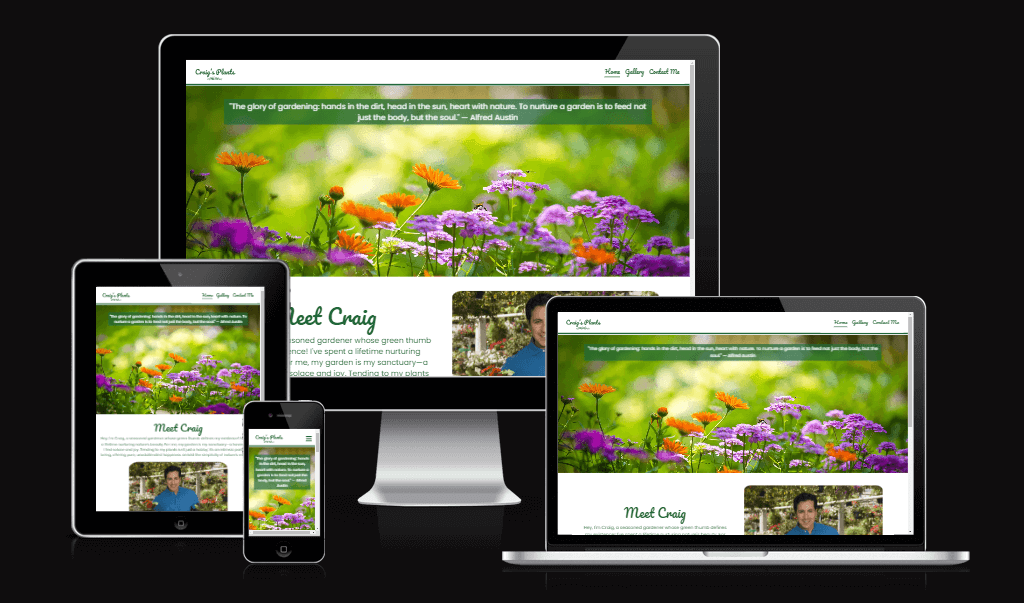 Craig's Plants
Home Gallery Contact Me
"The glory of gardening: hands in the dirt, head in the sun, heart with nature. To nurture a garden is to feed not
just the body, but the soul." — Alfred Austin
Meet Craig
seasoned gardener whose green thumb
I've spent a lifetime nurturing
me, my garden is my sanctuary—a
solace and joy. Tending to my plants
Craig's Plants
Home Gallery Contact Me
"The glory of gardening: hands in the dirt, head in the sun, heart with nature. To
nurture a garden is to feed not just the body, but the soul." — Alfred Austin
Meet Craig
Craig's Plants
"The glory of gardening: hands
in the dirt, head in the sun,
heart with nature. To nurture a
garden is to feed not just the
body, but the soul." — Alfred
Austin
Craig's Plants
Home Gallery Contact Me
"The glory of gardening: hands in the dirt, head in the sun, heart with nature. To nurture a garden is to feed not just the body, but the
soul." — Alfred Austin
Meet Craig
Hey, I'm Craig, a seasoned gardener whose green thumb defines